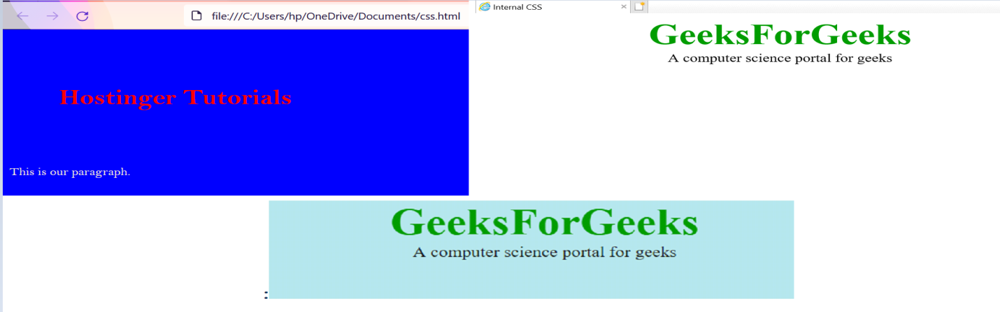 file:///C:/Users/hp/OneDrive/Documents/css.html
Hostinger Tutorials
This is our paragraph.
Internal CSS
GeeksForGeeks
A computer science portal for geeks
GeeksForGeeks
A computer science portal for geeks
: